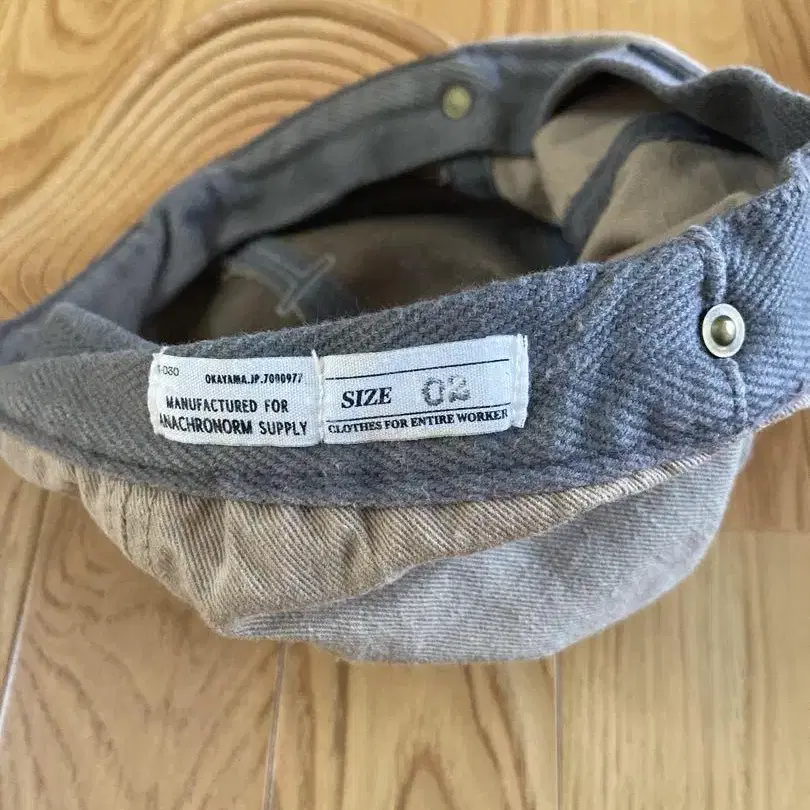 OKAYAMA.JP.7000977
MANUFACTURED FOR
ANACHRONORM SUPPLY
SIZE 02
CLOTHES FOR ENTIRE WORKER